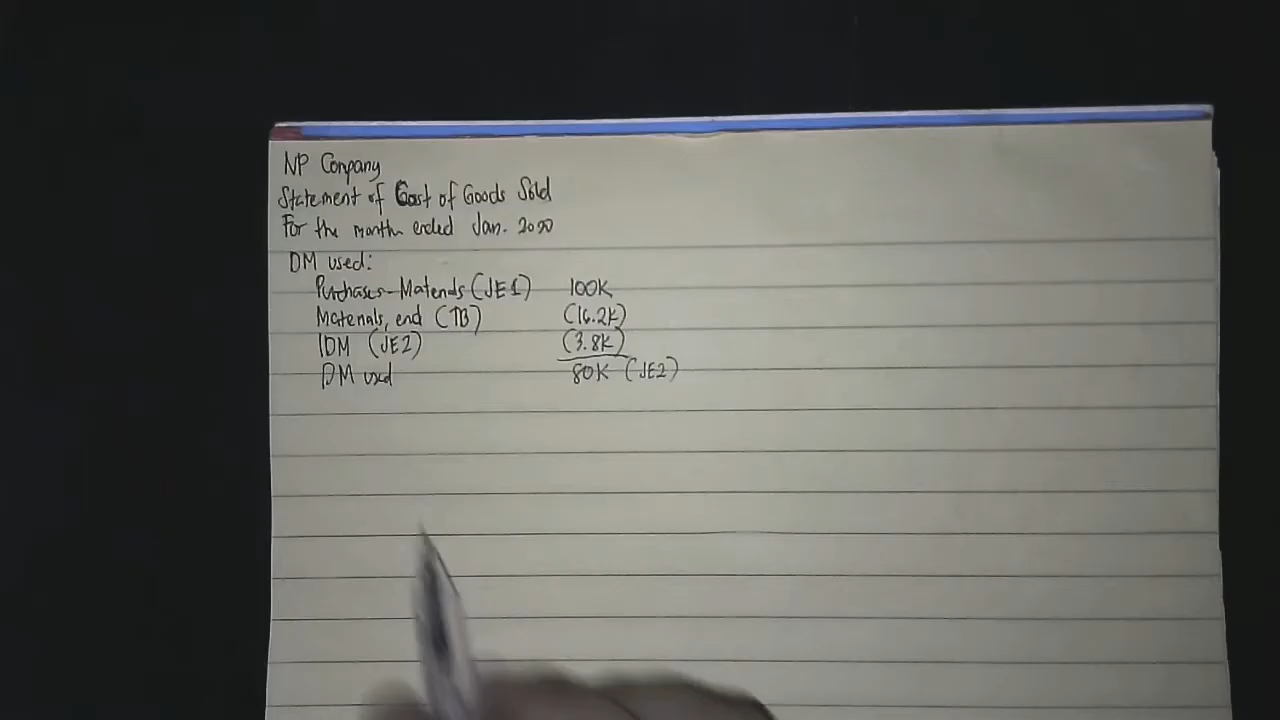 NP Company
Statement of Cost of Goods Sold
For the month ended Jan. 2020
DM used:
Purchases-Materials (JE1) 100K
Materials, end (TB) (16.2K)
IDM (JE2) (3.8K)
DM used 80K (JE2)